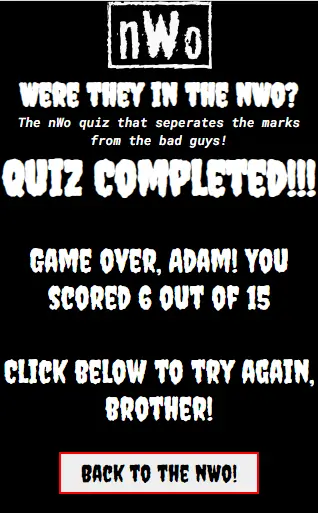 nWo
WERE THEY IN THE NWO?
The nWo quiz that seperates the marks
from the bad guys!
QUIZ COMPLETED!!!
GAME OVER, ADAM! YOU
SCORED 6 OUT OF 15
CLICK BELOW TO TRY AGAIN,
BROTHER!
BACK TO THE NWO!